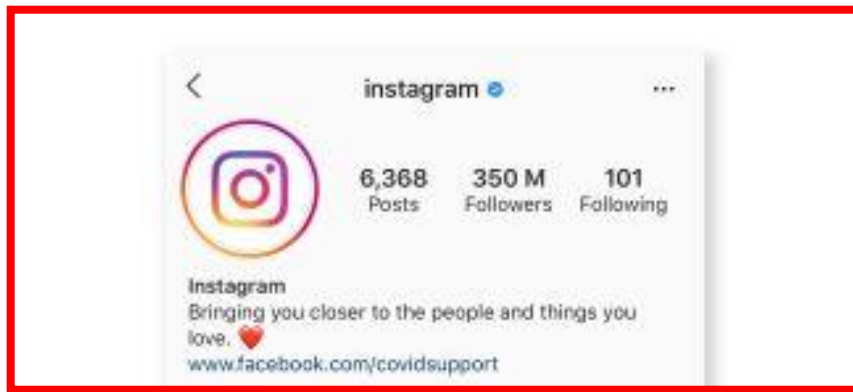 instagram
6,368 350 M 101
Posts Followers Following
Instagram
Bringing you closer to the people and things you
love. ❤️
www.facebook.com/covidsupport